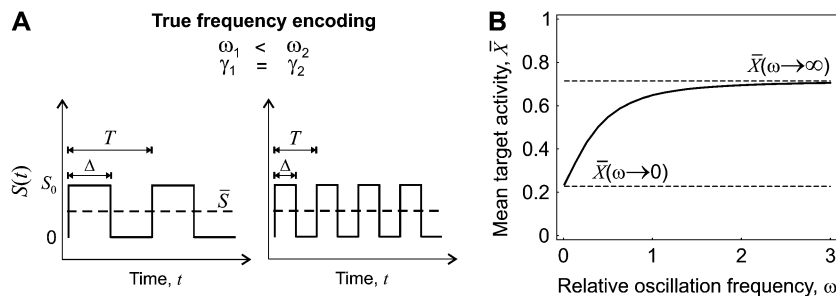 A
True frequency encoding
ω1 < ω2
γ1 = γ2
S(t)
S0
0
T
Δ
S̅
Time, t
T
Δ
Time, t
B
Mean target activity, X̅
1
0.8
0.6
0.4
0.2
0
X̅(ω→∞)
X̅(ω→0)
0 1 2 3
Relative oscillation frequency, ω